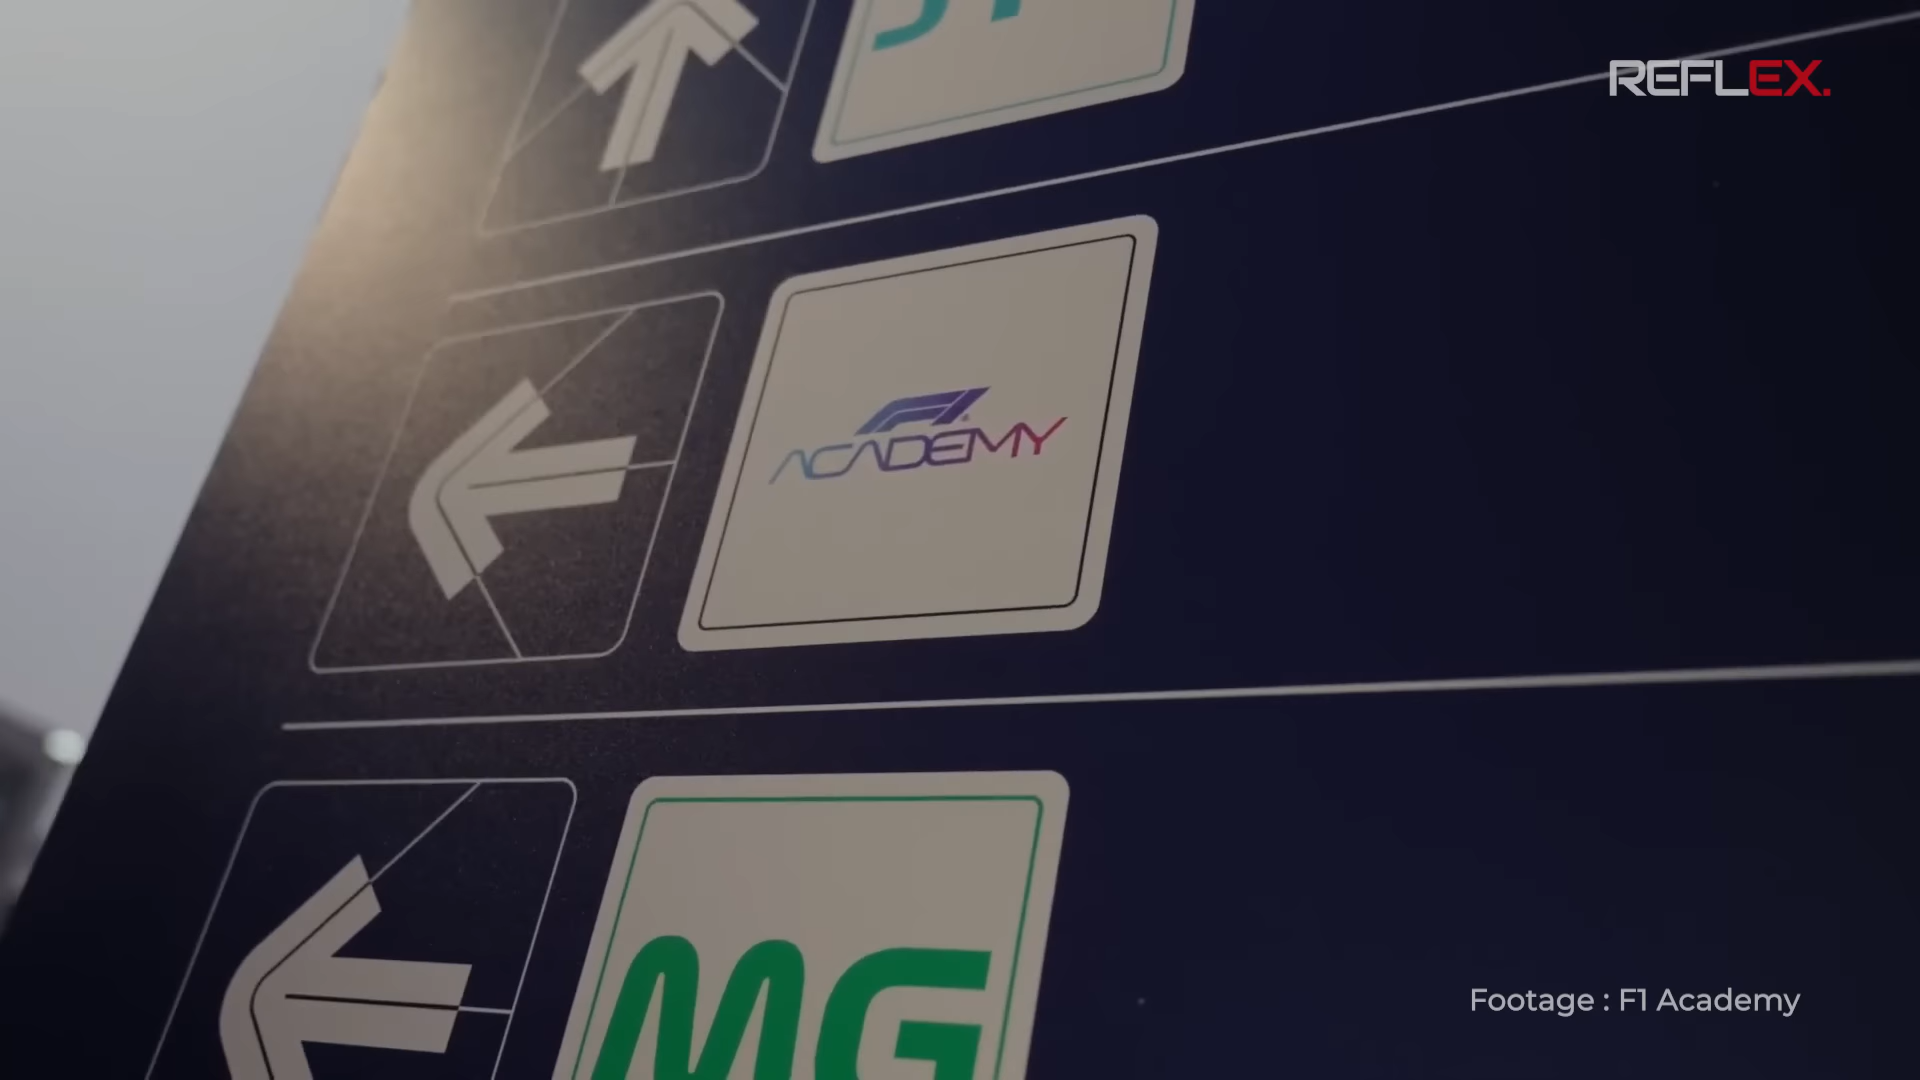 REFLEX.
F1
ACADEMY
MG
Footage : F1 Academy